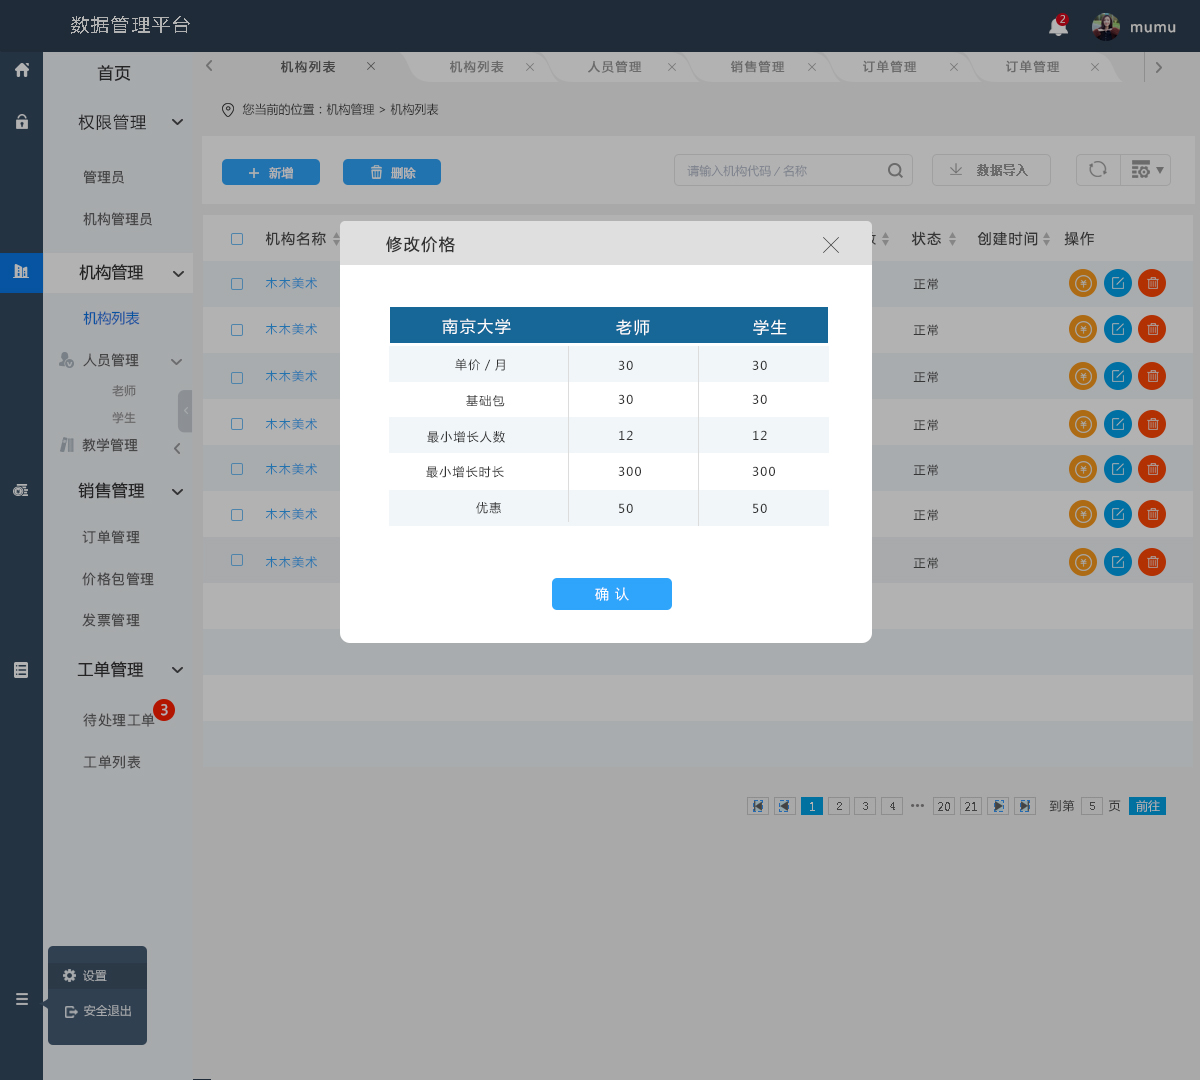 数据管理平台
2
mumu
首页
机构列表
机构列表
人员管理
销售管理
订单管理
订单管理
您当前的位置：机构管理 > 机构列表
权限管理
管理员
机构管理员
机构管理
机构列表
人员管理
老师
学生
教学管理
销售管理
订单管理
价格包管理
发票管理
工单管理
待处理工单
3
工单列表
设置
安全退出
新增
删除
请输入机构代码 / 名称
数据导入
机构名称
状态
创建时间
操作
木木美术
正常
木木美术
正常
木木美术
正常
木木美术
正常
木木美术
正常
木木美术
正常
木木美术
正常
修改价格
南京大学 老师 学生
单价 / 月 30 30
基础包 30 30
最小增长人数 12 12
最小增长时长 300 300
优惠 50 50
确 认
1 2 3 4 ··· 20 21 到第 5 页 前往